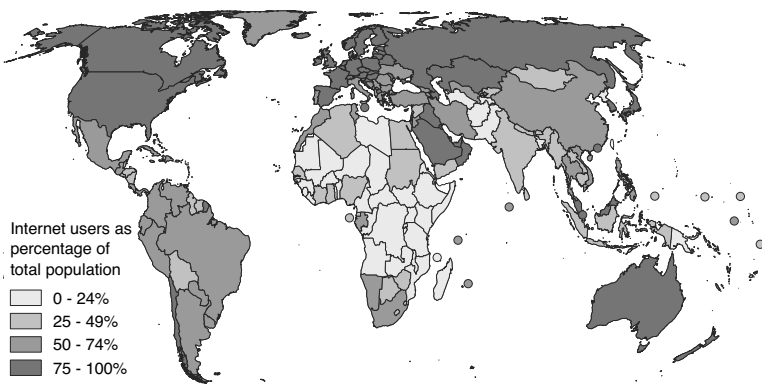 Internet users as
percentage of
total population
0 - 24%
25 - 49%
50 - 74%
75 - 100%